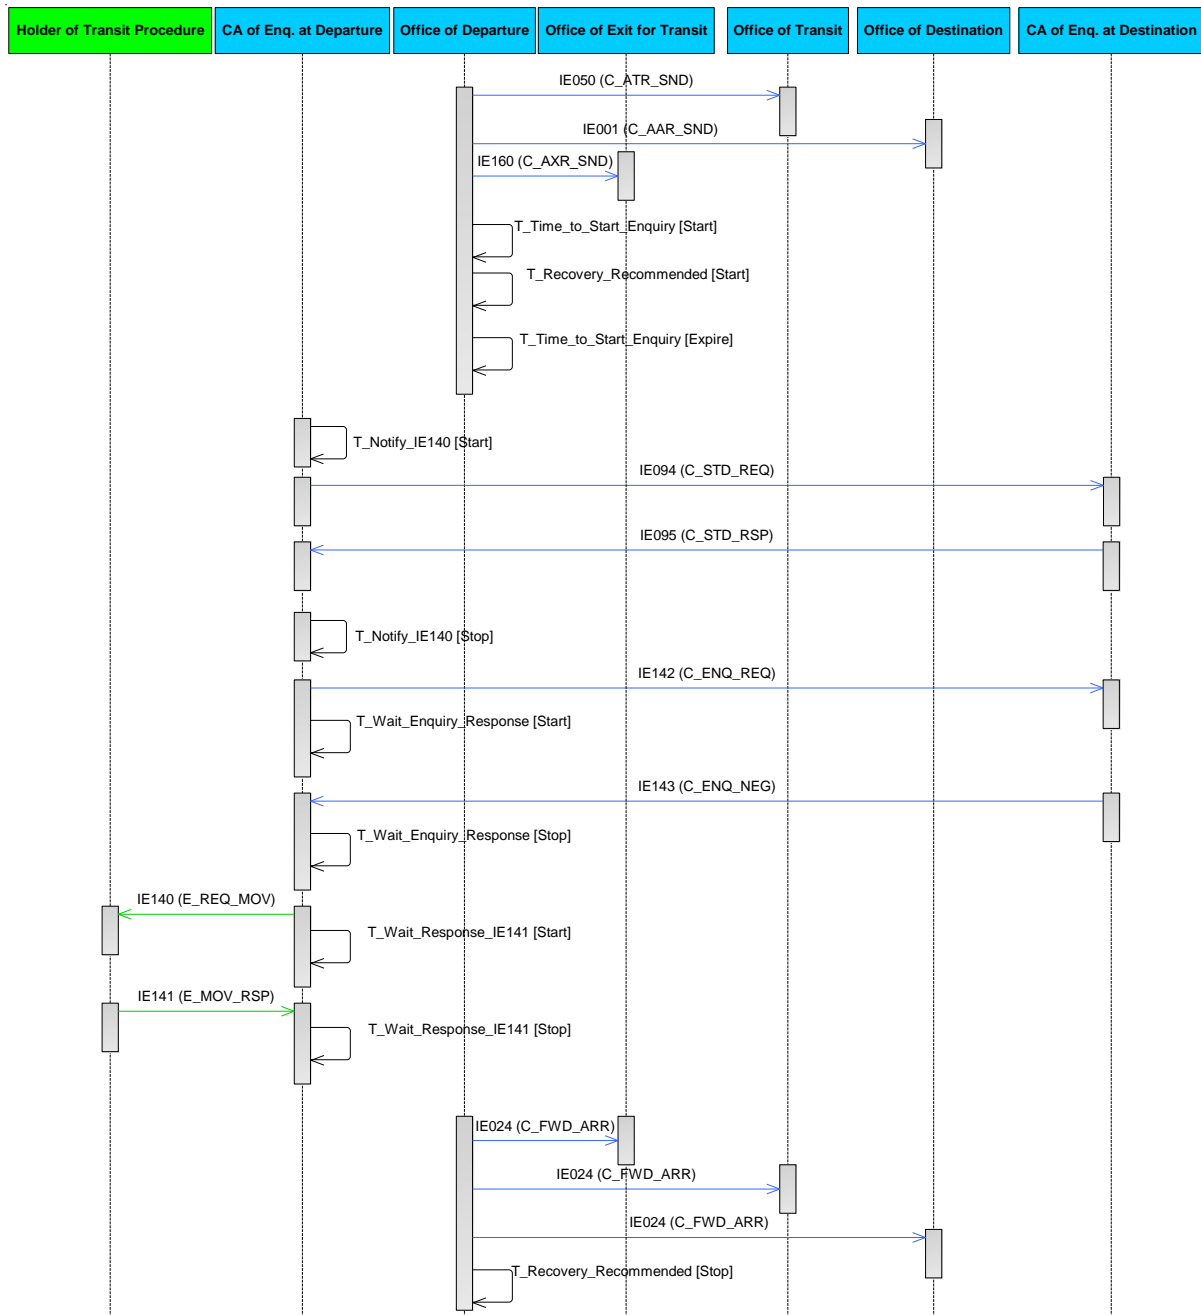 Holder of Transit Procedure
CA of Enq. at Departure
Office of Departure
Office of Exit for Transit
Office of Transit
Office of Destination
CA of Enq. at Destination
IE050 (C_ATR_SND)
IE001 (C_AAR_SND)
IE160 (C_AXR_SND)
T_Time_to_Start_Enquiry [Start]
T_Recovery_Recommended [Start]
T_Time_to_Start_Enquiry [Expire]
T_Notify_IE140 [Start]
IE094 (C_STD_REQ)
IE095 (C_STD_RSP)
T_Notify_IE140 [Stop]
IE142 (C_ENQ_REQ)
T_Wait_Enquiry_Response [Start]
IE143 (C_ENQ_NEG)
T_Wait_Enquiry_Response [Stop]
IE140 (E_REQ_MOV)
T_Wait_Response_IE141 [Start]
IE141 (E_MOV_RSP)
T_Wait_Response_IE141 [Stop]
IE024 (C_FWD_ARR)
IE024 (C_FWD_ARR)
IE024 (C_FWD_ARR)
T_Recovery_Recommended [Stop]